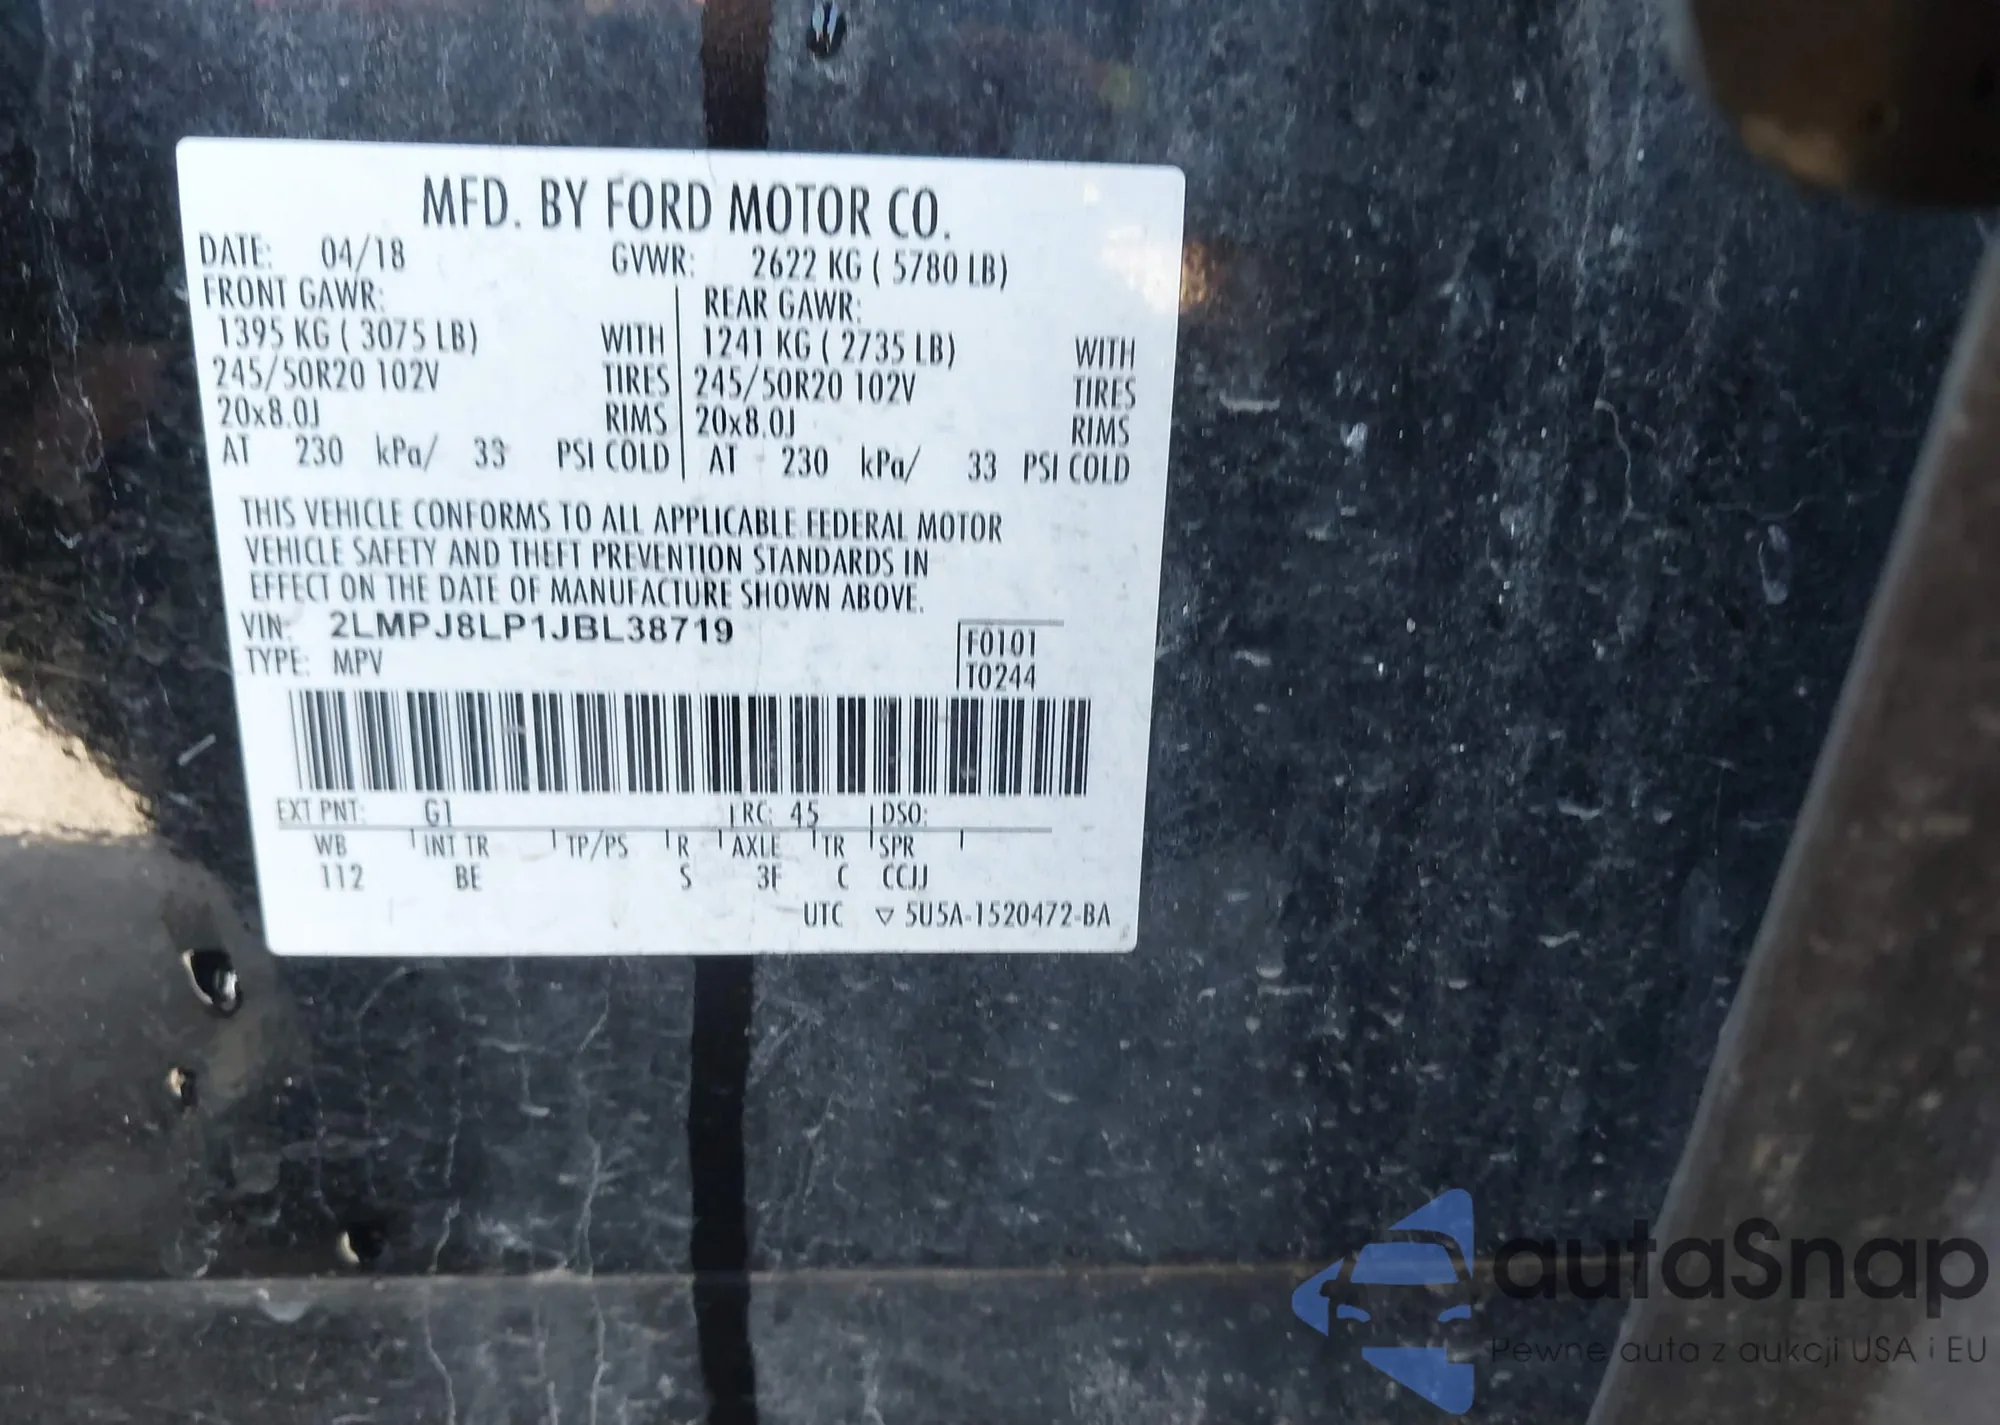 MFD. BY FORD MOTOR CO.
DATE: 04/18 GVWR: 2622 KG ( 5780 LB)
FRONT GAWR: REAR GAWR:
1395 KG ( 3075 LB) WITH 1241 KG ( 2735 LB) WITH
245/50R20 102V TIRES 245/50R20 102V TIRES
20x8.0J RIMS 20x8.0J RIMS
AT 230 kPa/ 33 PSI COLD AT 230 kPa/ 33 PSI COLD
THIS VEHICLE CONFORMS TO ALL APPLICABLE FEDERAL MOTOR
VEHICLE SAFETY AND THEFT PREVENTION STANDARDS IN
EFFECT ON THE DATE OF MANUFACTURE SHOWN ABOVE.
VIN: 2LMPJ8LP1JBL38719
TYPE: MPV
F0101
T0244
EXT PNT: G1 RC: 45 DSO:
WB INT TR TP/PS R AXLE TR SPR
112 BE S 3F C CCJJ
UTC ▽ 5U5A-1520472-BA
autaSnap
Pewne auta z aukcji USA i EU